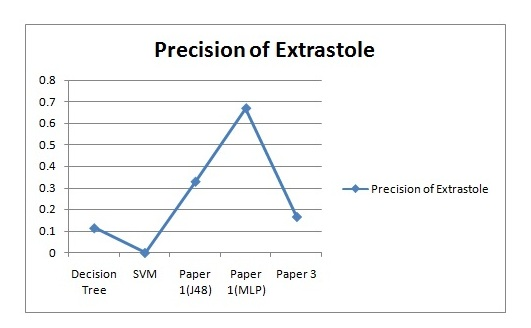 Precision of Extrastole
0.8
0.7
0.6
0.5
0.4
0.3
0.2
0.1
0
Decision Tree
SVM
Paper 1(J48)
Paper 1(MLP)
Paper 3
Precision of Extrastole